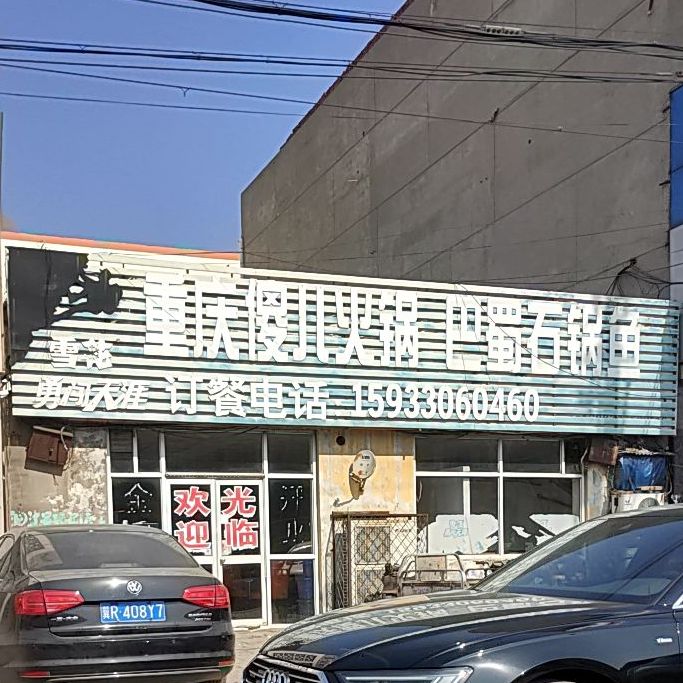 重庆傻儿火锅 巴蜀石锅鱼
雪花
勇闯天涯
订餐电话:15933060460
欢迎
光临
冀R·408Y7